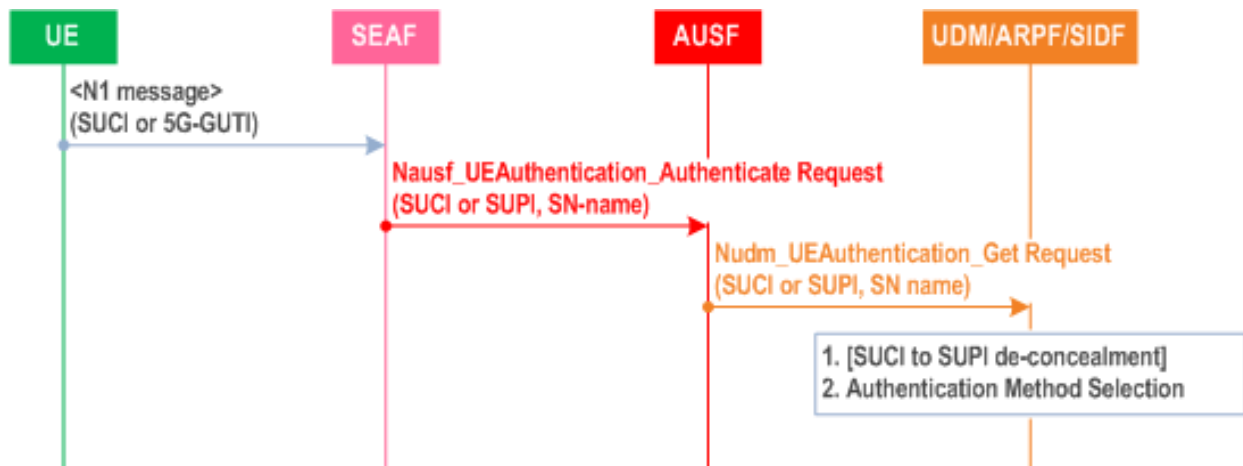 UE
SEAF
AUSF
UDM/ARPF/SIDF
<N1 message>
(SUCI or 5G-GUTI)
Nausf_UEAuthentication_Authenticate Request
(SUCI or SUPI, SN-name)
Nudm_UEAuthentication_Get Request
(SUCI or SUPI, SN name)
1. [SUCI to SUPI de-concealment]
2. Authentication Method Selection